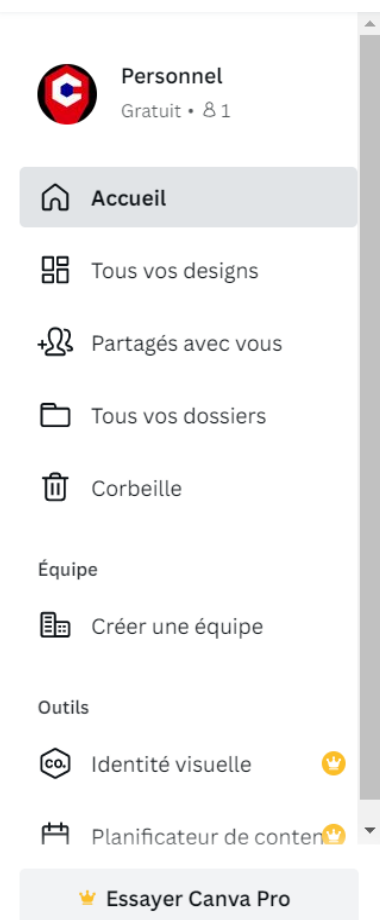 Personnel
Gratuit • 1
Accueil
Tous vos designs
Partagés avec vous
Tous vos dossiers
Corbeille
Équipe
Créer une équipe
Outils
CO.
Identité visuelle
Planificateur de conten
Essayer Canva Pro